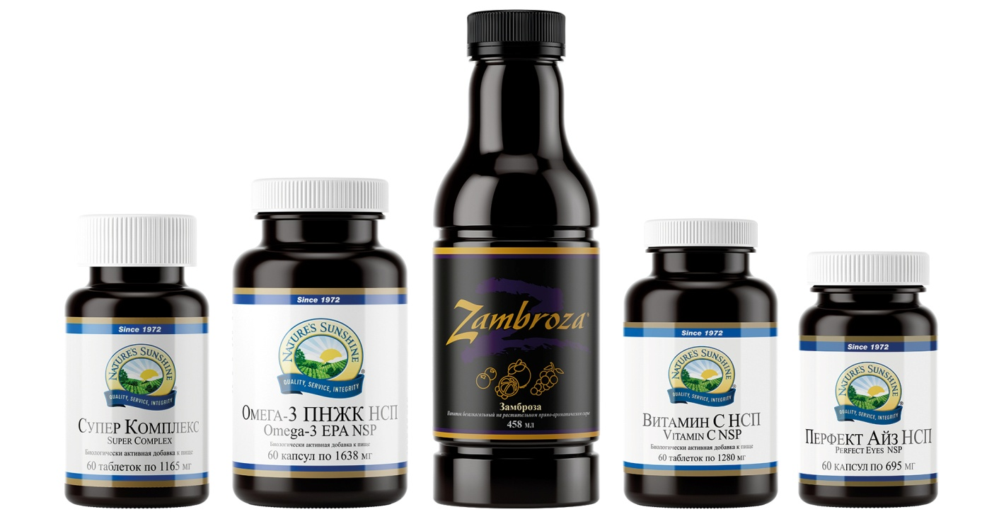 Since 1972
NATURE'S SUNSHINE
®
QUALITY, SERVICE, INTEGRITY
Супер Комплекс
Super Complex
Биологически активная добавка к пище
60 таблеток по 1165 мг
Since 1972
NATURE'S SUNSHINE
®
QUALITY, SERVICE, INTEGRITY
Омега-3 ПНЖК НСП
Omega-3 EPA NSP
Биологически активная добавка к пище
60 капсул по 1638 мг
Zambroza®
Замброза
Напиток безалкогольный на растительном пряно-ароматическом сырье
458 мл
Since 1972
NATURE'S SUNSHINE
®
QUALITY, SERVICE, INTEGRITY
Витамин С НСП
Vitamin C NSP
Биологически активная добавка к пище
60 таблеток по 1280 мг
Since 1972
NATURE'S SUNSHINE
®
QUALITY, SERVICE, INTEGRITY
Перфект Айз НСП
Perfect Eyes NSP
60 капсул по 695 мг